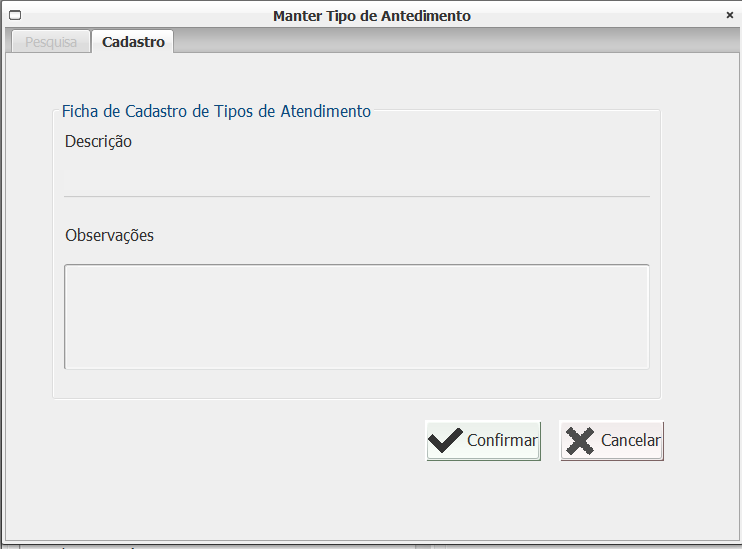 Manter Tipo de Antedimento
Pesquisa Cadastro
Ficha de Cadastro de Tipos de Atendimento
Descrição
Observações
Confirmar Cancelar